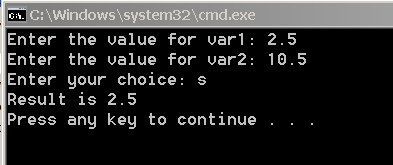 C:\Windows\system32\cmd.exe
Enter the value for var1: 2.5
Enter the value for var2: 10.5
Enter your choice: s
Result is 2.5
Press any key to continue . . .